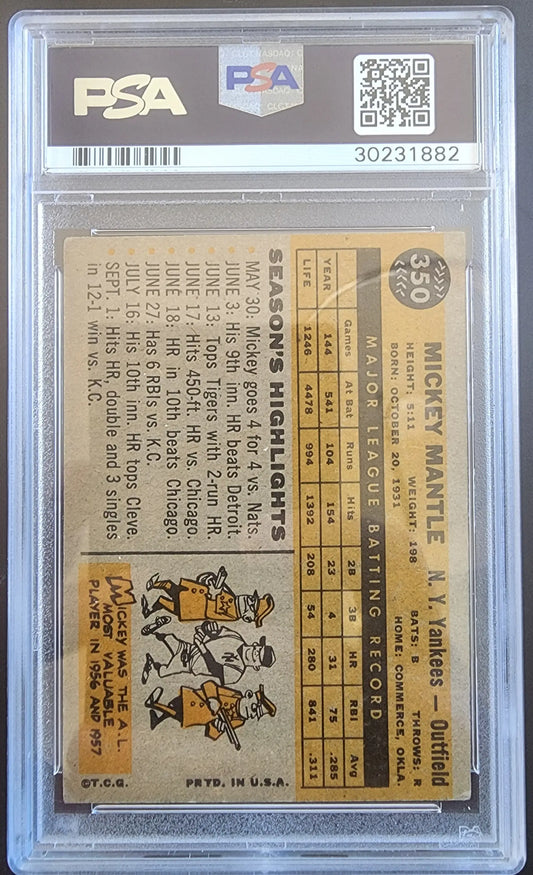 PSA
PSA
CLCT:NASDAQ
30231882
350
MICKEY MANTLE N. Y. Yankees — Outfield
HEIGHT: 5:11 WEIGHT: 198 BATS: B THROWS: R
BORN: OCTOBER 20, 1931 HOME: COMMERCE, OKLA.
MAJOR LEAGUE BATTING RECORD
Games At Bat Runs Hits 2B 3B HR RBI Avg
YEAR 144 541 104 154 23 4 31 75 .285
LIFE 1246 4478 994 1392 208 54 280 841 .311
SEASON'S HIGHLIGHTS
MAY 30: Mickey goes 4 for 4 vs. Nats.
JUNE 3: His 9th inn. HR beats Detroit.
JUNE 13: Tops Tigers with 2-run HR.
JUNE 17: Hits 450-ft. HR vs. Chicago.
JUNE 18: HR in 10th beats Chicago.
JUNE 27: Has 6 RBIs vs. K.C.
JULY 16: His 10th inn. HR tops Cleve.
SEPT. 1: Hits HR, double and 3 singles
in 12-1 win vs. K.C.
NY
MICKEY WAS THE A.L.
MOST VALUABLE
PLAYER IN 1956 AND 1957
©T.C.G. PRTD. IN U.S.A.
PSA